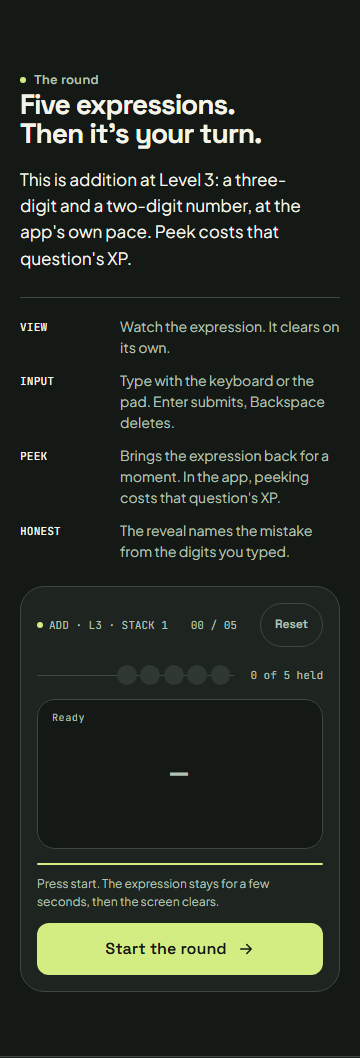 The round
Five expressions.
Then it's your turn.
This is addition at Level 3: a three-
digit and a two-digit number, at the
app's own pace. Peek costs that
question's XP.
VIEW
Watch the expression. It clears on
its own.
INPUT
Type with the keyboard or the
pad. Enter submits, Backspace
deletes.
PEEK
Brings the expression back for a
moment. In the app, peeking
costs that question's XP.
HONEST
The reveal names the mistake
from the digits you typed.
ADD · L3 · STACK 1 00 / 05 Reset
0 of 5 held
Ready
—
Press start. The expression stays for a few
seconds, then the screen clears.
Start the round →